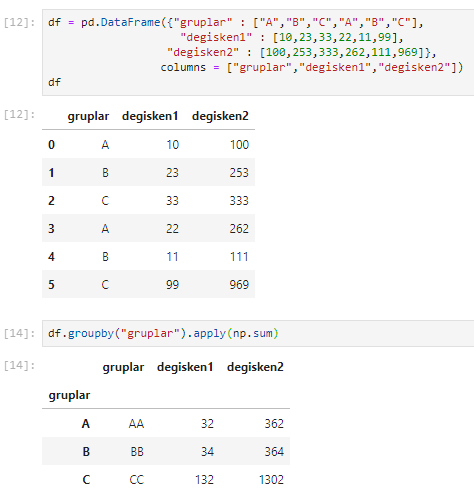 [12]: df = pd.DataFrame({"gruplar" : ["A","B","C","A","B","C"],
"degisken1" : [10,23,33,22,11,99],
"degisken2" : [100,253,333,262,111,969]},
columns = ["gruplar","degisken1","degisken2"])
df
[12]: gruplar degisken1 degisken2
0 A 10 100
1 B 23 253
2 C 33 333
3 A 22 262
4 B 11 111
5 C 99 969
[14]: df.groupby("gruplar").apply(np.sum)
[14]: gruplar degisken1 degisken2
gruplar
A AA 32 362
B BB 34 364
C CC 132 1302